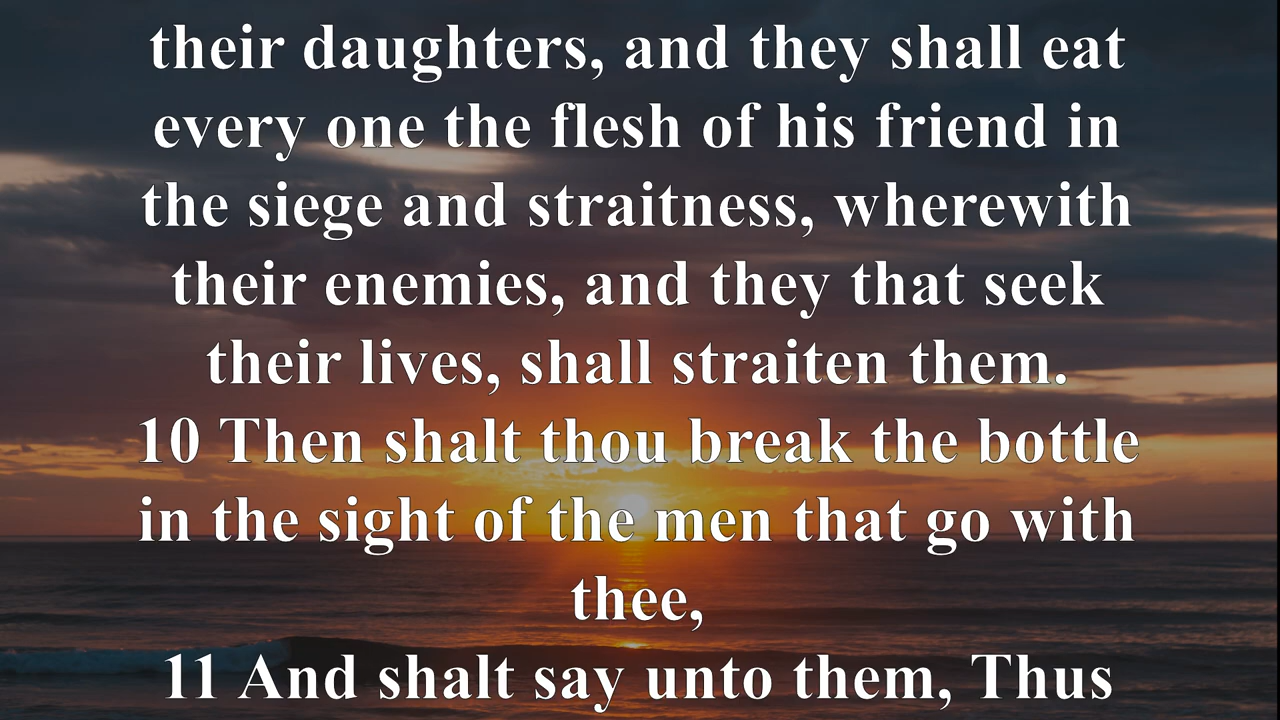 their daughters, and they shall eat
every one the flesh of his friend in
the siege and straitness, wherewith
their enemies, and they that seek
their lives, shall straiten them.
10 Then shalt thou break the bottle
in the sight of the men that go with
thee,
11 And shalt say unto them, Thus